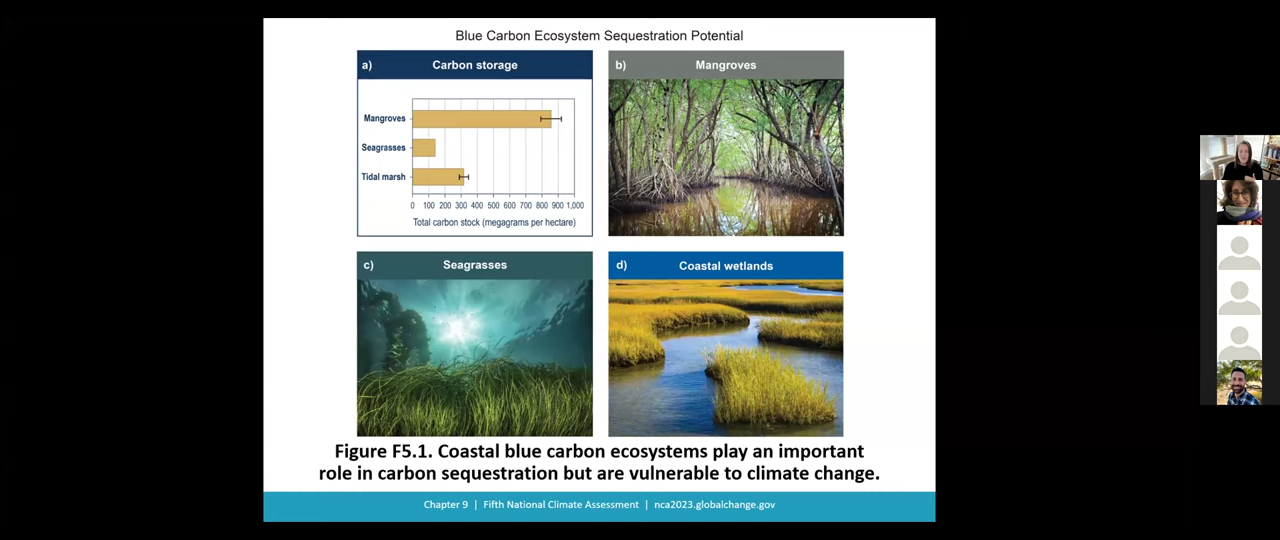 Blue Carbon Ecosystem Sequestration Potential
a) Carbon storage
Mangroves
Seagrasses
Tidal marsh
0 100 200 300 400 500 600 700 800 900 1,000
Total carbon stock (megagrams per hectare)
b) Mangroves
c) Seagrasses
d) Coastal wetlands
Figure F5.1. Coastal blue carbon ecosystems play an important
role in carbon sequestration but are vulnerable to climate change.
Chapter 9 | Fifth National Climate Assessment | nca2023.globalchange.gov